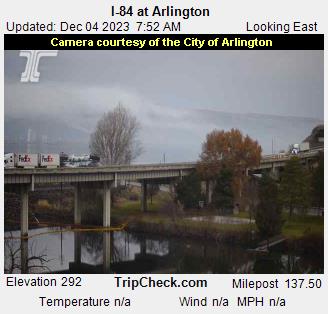 I-84 at Arlington
Updated: Dec 04 2023 7:52 AM Looking East
Camera courtesy of the City of Arlington
FedEx FedEx
Elevation 292 TripCheck.com Milepost 137.50
Temperature n/a Wind n/a MPH n/a